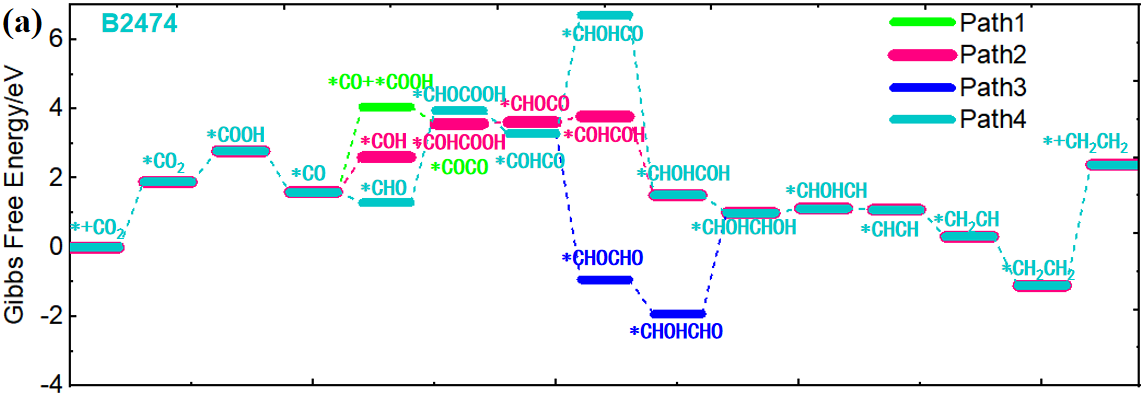 (a)
B2474
Gibbs Free Energy/eV
6
4
2
0
-2
-4
Path1
Path2
Path3
Path4
*+CO₂
*CO₂
*COOH
*CO
*CO+*COOH
*COH
*CHO
*CHOCOOH
*COHCOOH
*COCO
*CHOCO
*COHCO
*CHOHCO
*COHCOH
*CHOCHO
*CHOHCOH
*CHOHCHO
*CHOHCHOH
*CHOHCH
*CHCH
*CH₂CH
*CH₂CH₂
*+CH₂CH₂